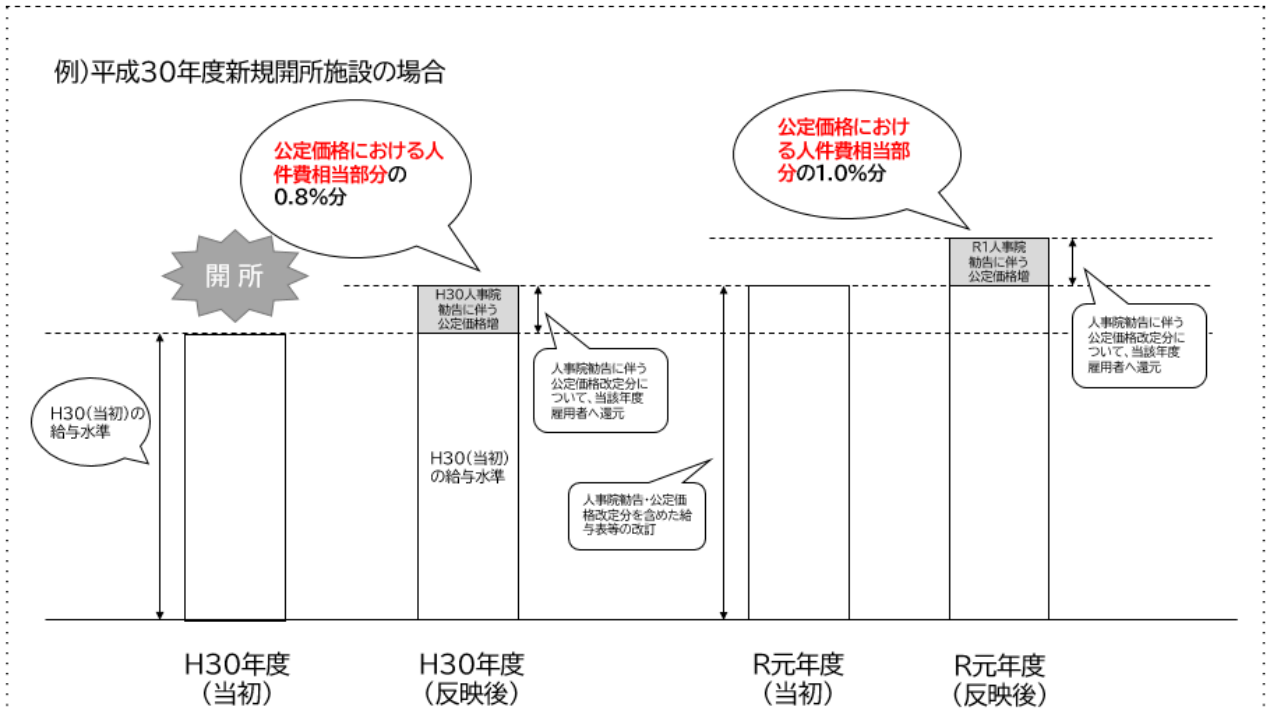 例)平成30年度新規開所施設の場合
公定価格における人
件費相当部分の
0.8%分
公定価格におけ
る人件費相当部
分の1.0%分
開所
H30人事院
勧告に伴う
公定価格増
R1人事院
勧告に伴う
公定価格増
人事院勧告に伴う
公定価格改定分に
ついて、当該年度
雇用者へ還元
人事院勧告に伴う
公定価格改定分に
ついて、当該年度
雇用者へ還元
H30(当初)の
給与水準
H30(当初)
の給与水準
人事院勧告・公定価
格改定分を含めた給
与表等の改訂
H30年度
(当初)
H30年度
(反映後)
R元年度
(当初)
R元年度
(反映後)